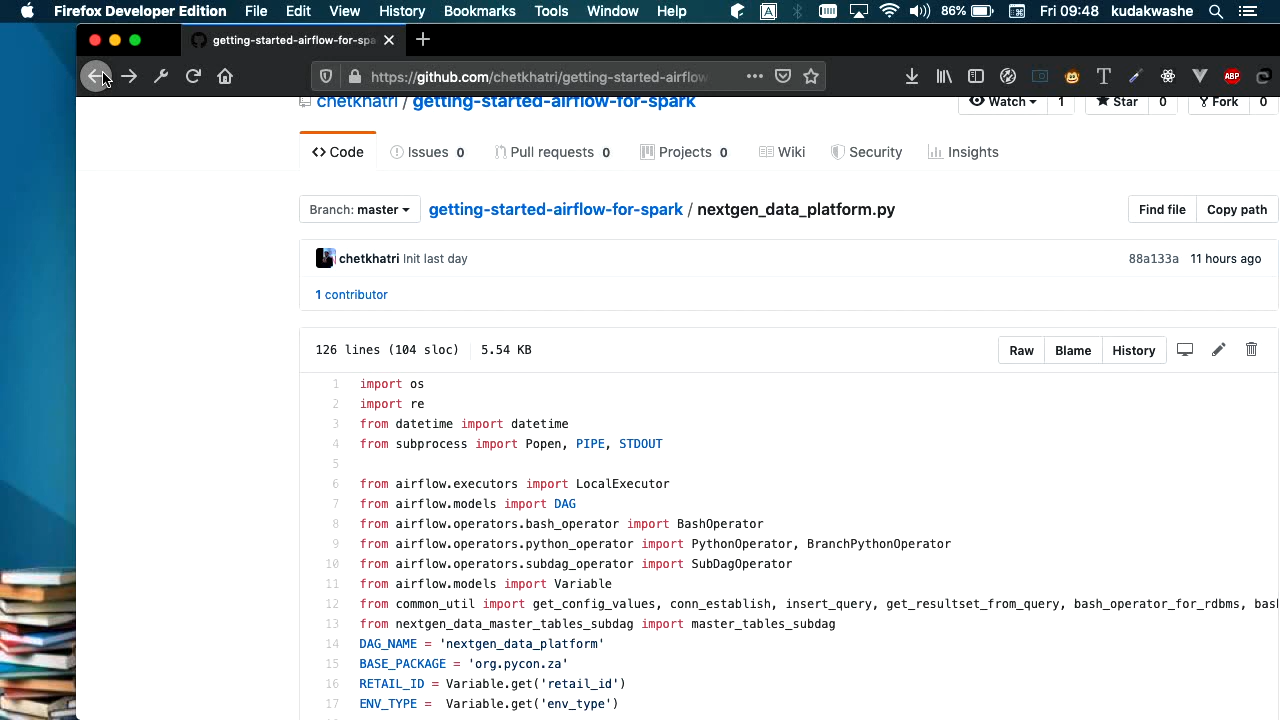 Firefox Developer Edition File Edit View History Bookmarks Tools Window Help 86% Fri 09:48 kudakwashe
getting-started-airflow-for-spa
https://github.com/chetkhatri/getting-started-airflow
ABP
chetkhatri / getting-started-airflow-for-spark
Watch 1 Star 0 Fork 0
Code Issues 0 Pull requests 0 Projects 0 Wiki Security Insights
Branch: master getting-started-airflow-for-spark / nextgen_data_platform.py Find file Copy path
chetkhatri Init last day 88a133a 11 hours ago
1 contributor
126 lines (104 sloc) 5.54 KB Raw Blame History
1 import os
2 import re
3 from datetime import datetime
4 from subprocess import Popen, PIPE, STDOUT
5
6 from airflow.executors import LocalExecutor
7 from airflow.models import DAG
8 from airflow.operators.bash_operator import BashOperator
9 from airflow.operators.python_operator import PythonOperator, BranchPythonOperator
10 from airflow.operators.subdag_operator import SubDagOperator
11 from airflow.models import Variable
12 from common_util import get_config_values, conn_establish, insert_query, get_resultset_from_query, bash_operator_for_rdbms, bas
13 from nextgen_data_master_tables_subdag import master_tables_subdag
14 DAG_NAME = 'nextgen_data_platform'
15 BASE_PACKAGE = 'org.pycon.za'
16 RETAIL_ID = Variable.get('retail_id')
17 ENV_TYPE = Variable.get('env_type')